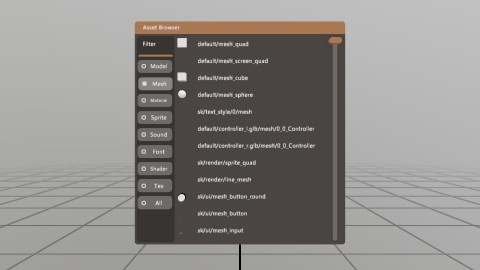 Asset Browser
Filter
Model
Mesh
Material
Sprite
Sound
Font
Shader
Tex
All
default/mesh_quad
default/mesh_screen_quad
default/mesh_cube
default/mesh_sphere
sk/text_style/0/mesh
default/controller_l.glb/mesh/0_0_Controller
default/controller_r.glb/mesh/0_0_Controller
sk/render/sprite_quad
sk/render/line_mesh
sk/ui/mesh_button_round
sk/ui/mesh_button
sk/ui/mesh_input